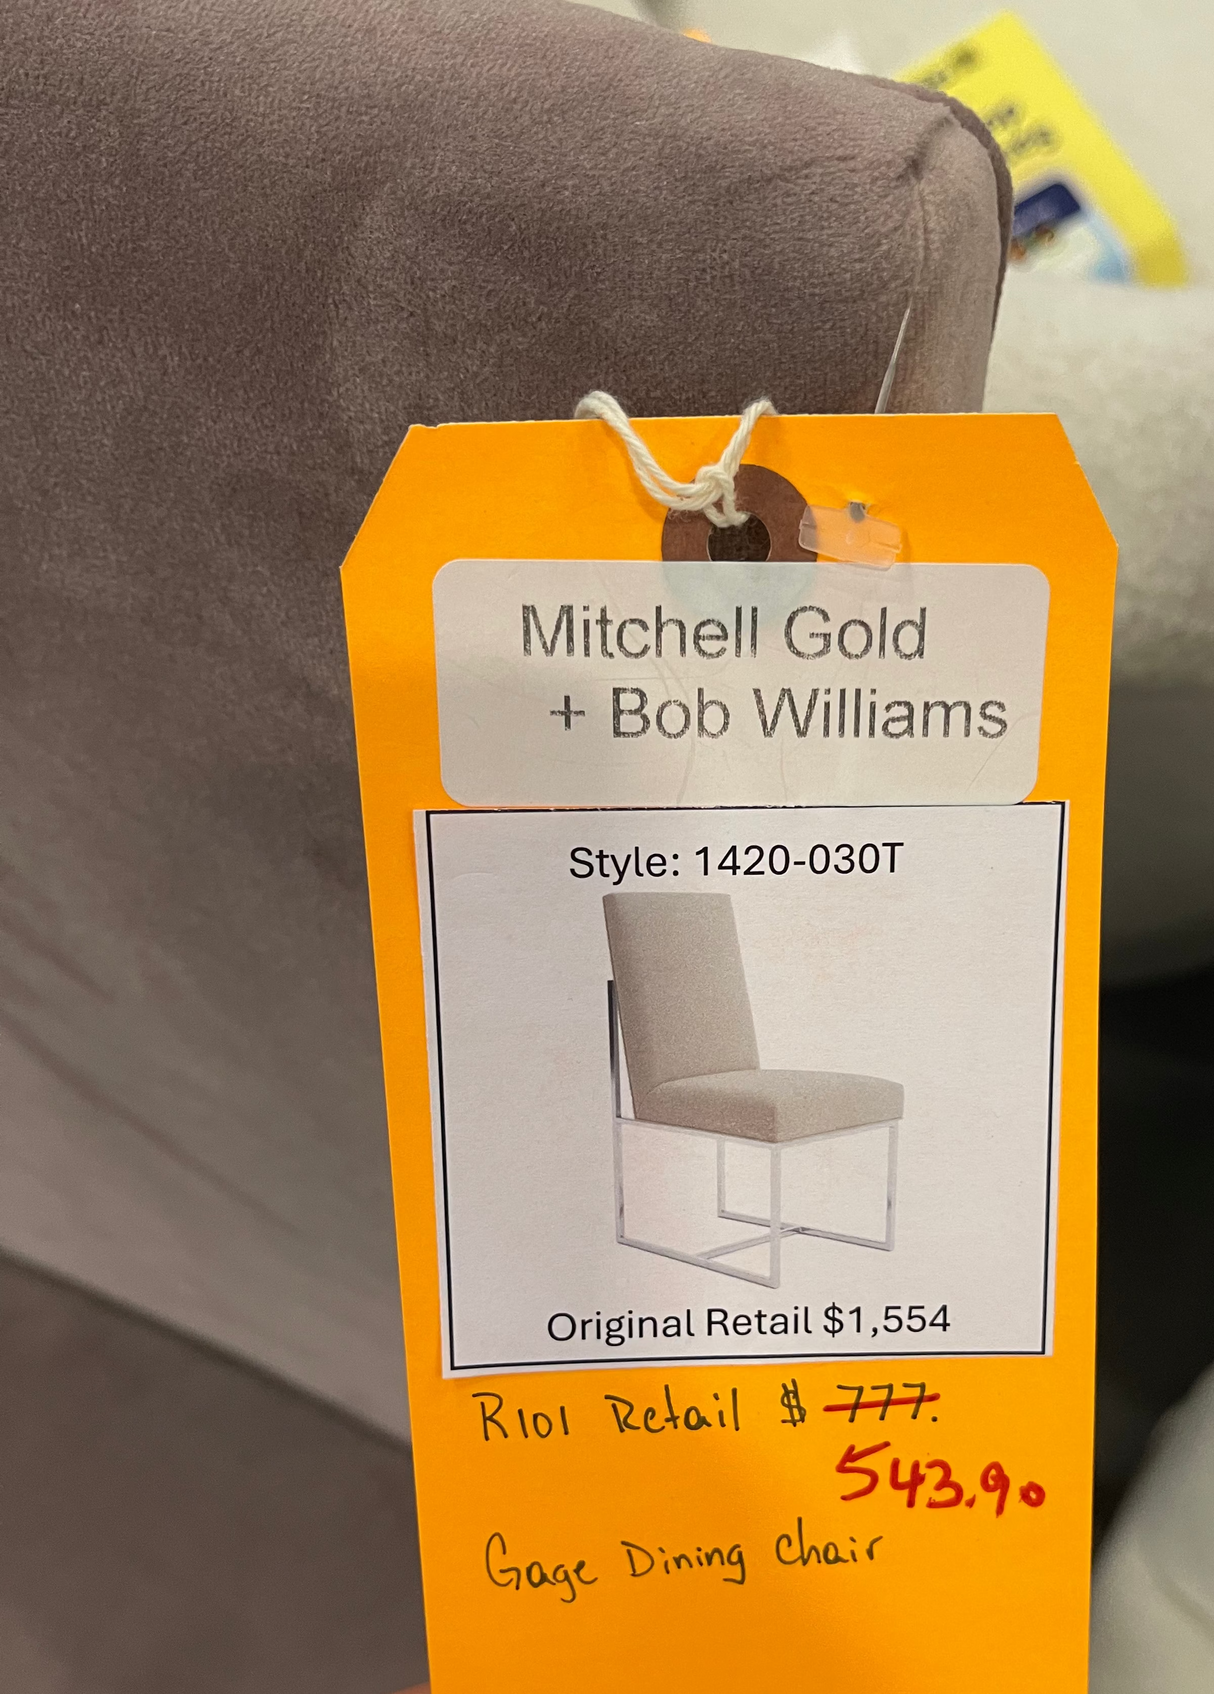 Mitchell Gold
+ Bob Williams
Style: 1420-030T
Original Retail $1,554
R101 Retail $ 777.
543.90
Gage Dining Chair